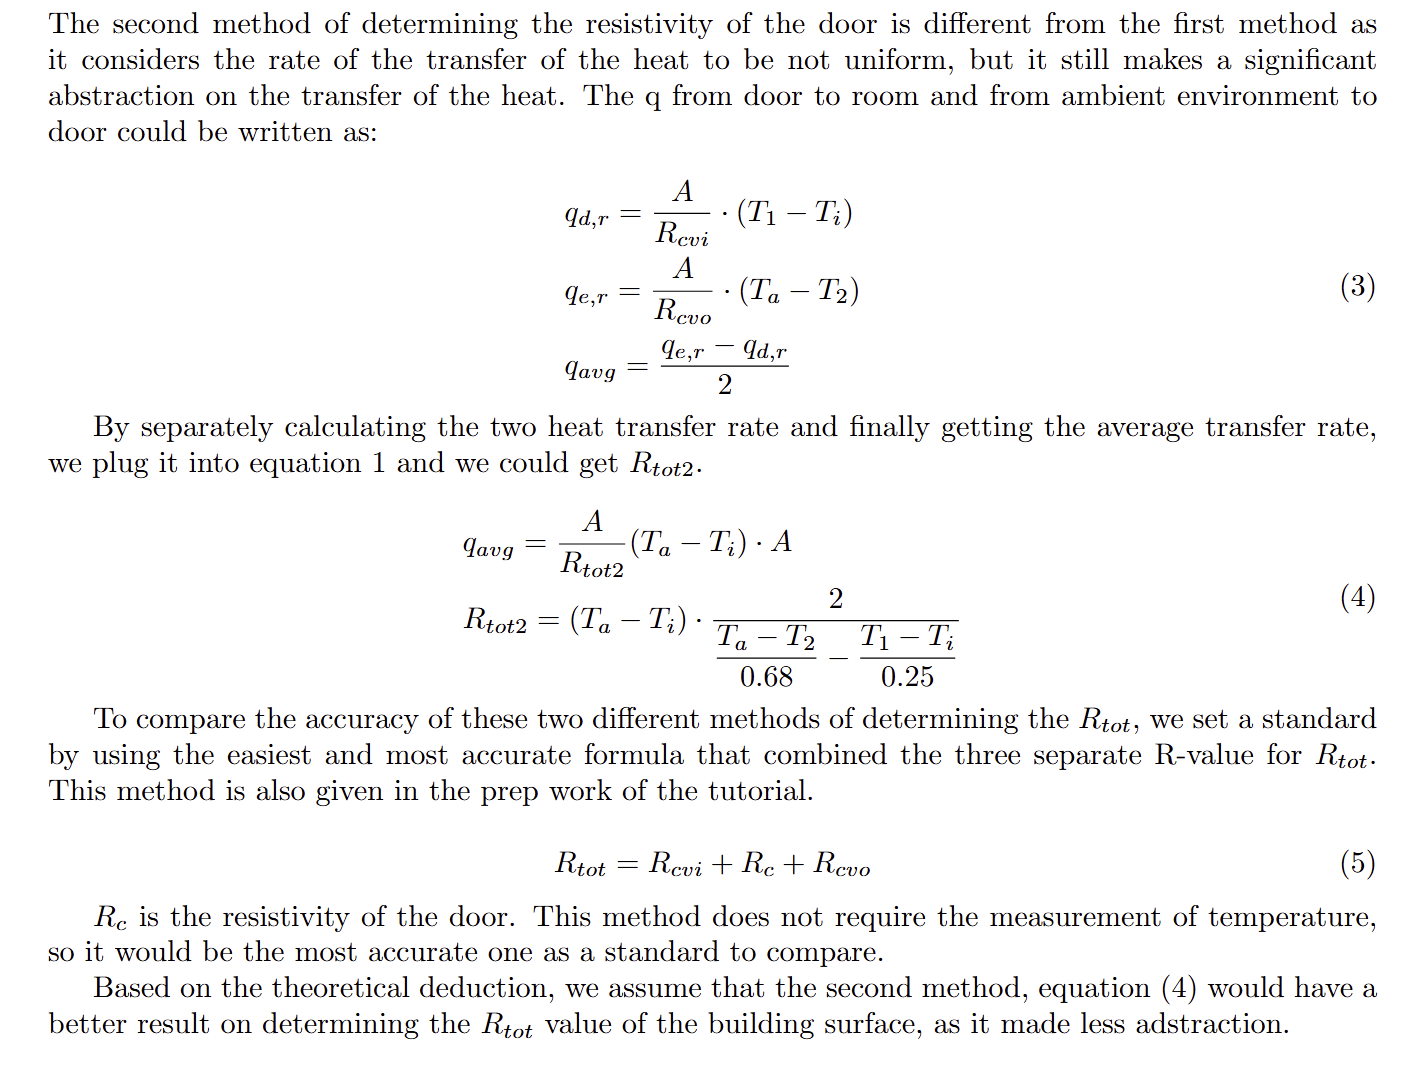 The second method of determining the resistivity of the door is different from the first method as
it considers the rate of the transfer of the heat to be not uniform, but it still makes a significant
abstraction on the transfer of the heat. The q from door to room and from ambient environment to
door could be written as:
q_{d,r} = \frac{A}{R_{cvi}} \cdot (T_1 - T_i)
q_{e,r} = \frac{A}{R_{cvo}} \cdot (T_a - T_2) (3)
q_{avg} = \frac{q_{e,r} - q_{d,r}}{2}
By separately calculating the two heat transfer rate and finally getting the average transfer rate,
we plug it into equation 1 and we could get R_{tot2}.
q_{avg} = \frac{A}{R_{tot2}} (T_a - T_i) \cdot A
R_{tot2} = (T_a - T_i) \cdot \frac{2}{\frac{T_a - T_2}{0.68} - \frac{T_1 - T_i}{0.25}} (4)
To compare the accuracy of these two different methods of determining the R_{tot}, we set a standard
by using the easiest and most accurate formula that combined the three separate R-value for R_{tot}.
This method is also given in the prep work of the tutorial.
R_{tot} = R_{cvi} + R_c + R_{cvo} (5)
R_c is the resistivity of the door. This method does not require the measurement of temperature,
so it would be the most accurate one as a standard to compare.
Based on the theoretical deduction, we assume that the second method, equation (4) would have a
better result on determining the R_{tot} value of the building surface, as it made less adstraction.